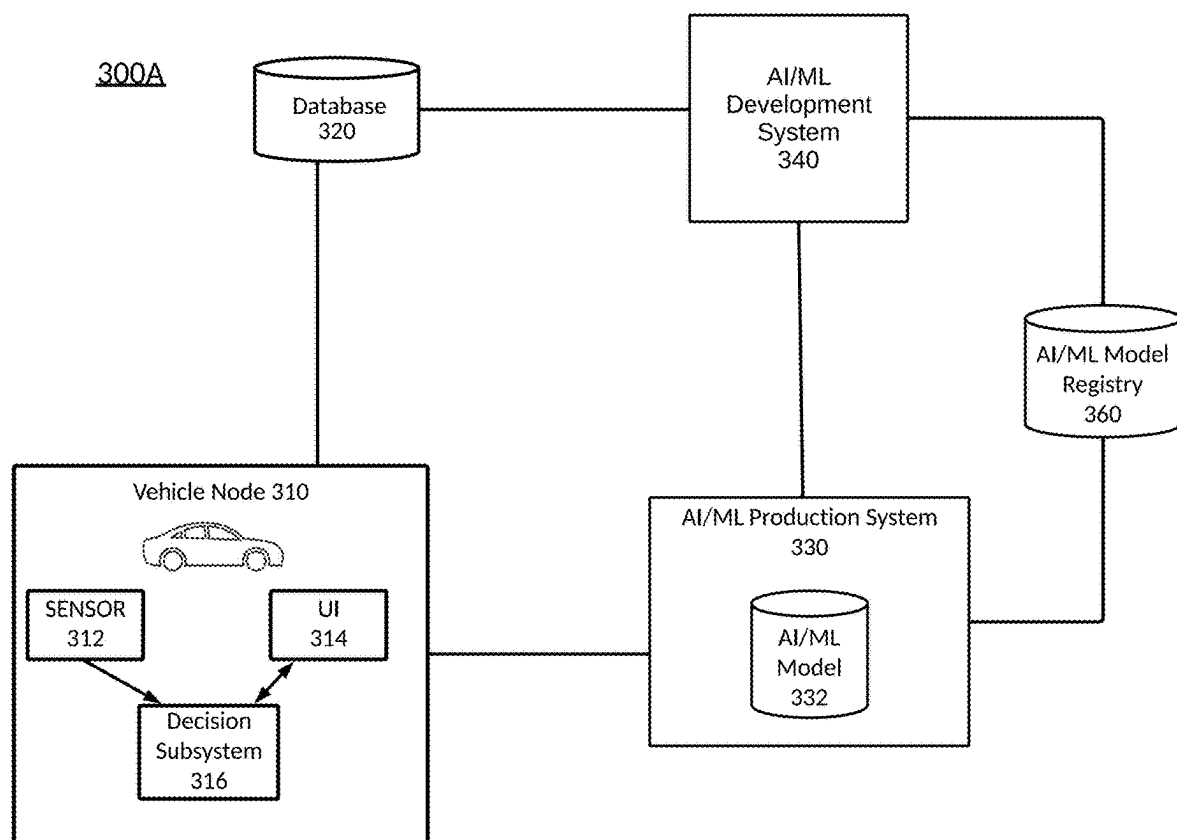 300A
Database
320
AI/ML
Development
System
340
AI/ML Model
Registry
360
Vehicle Node 310
SENSOR
312
UI
314
Decision
Subsystem
316
AI/ML Production System
330
AI/ML
Model
332